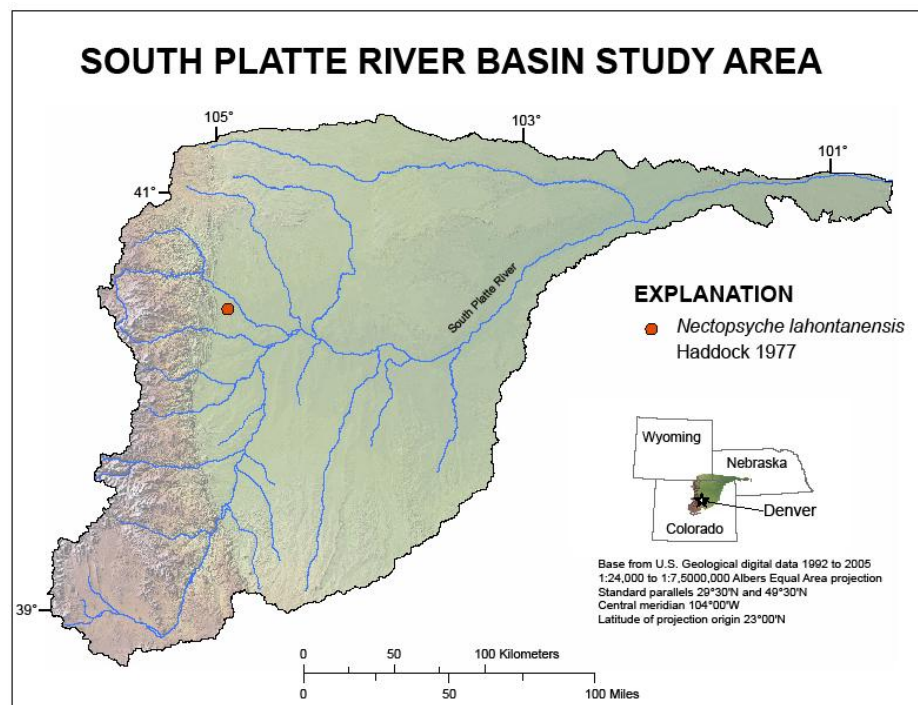 SOUTH PLATTE RIVER BASIN STUDY AREA
105°
103°
101°
41°
South Platte River
EXPLANATION
Nectopsyche lahontanensis
Haddock 1977
Wyoming
Nebraska
Denver
Colorado
Base from U.S. Geological digital data 1992 to 2005
1:24,000 to 1:7,5000,000 Albers Equal Area projection
Standard parallels 29°30'N and 49°30'N
Central meridian 104°00'W
Latitude of projection origin 23°00'N
39°
0 50 100 Kilometers
0 50 100 Miles